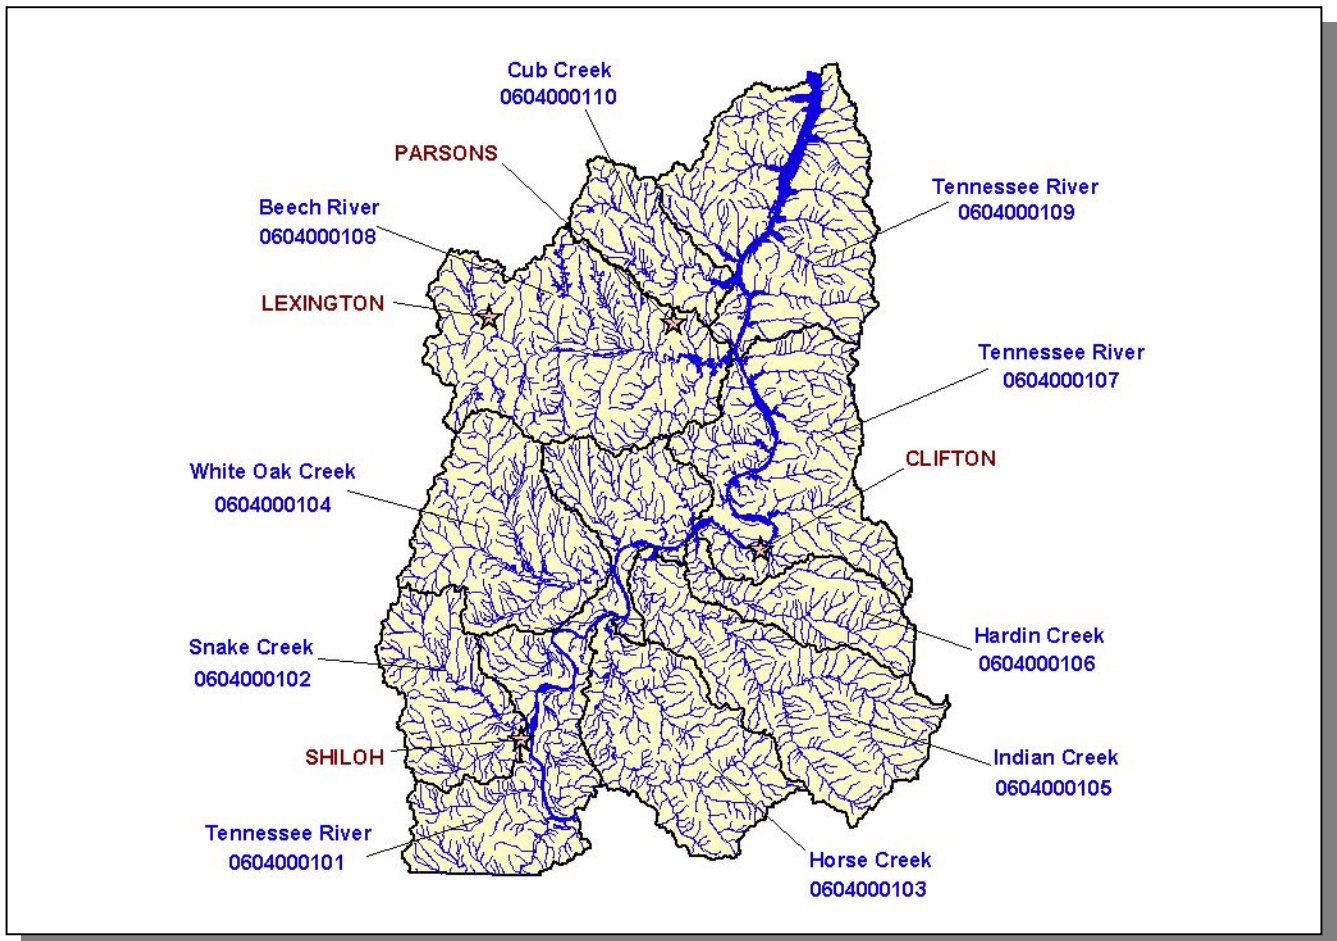 Cub Creek
0604000110
PARSONS
Tennessee River
0604000109
Beech River
0604000108
LEXINGTON
Tennessee River
0604000107
CLIFTON
White Oak Creek
0604000104
Hardin Creek
0604000106
Snake Creek
0604000102
SHILOH
Indian Creek
0604000105
Tennessee River
0604000101
Horse Creek
0604000103